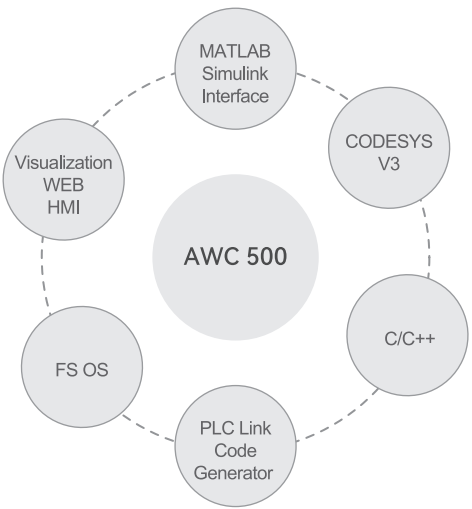 MATLAB
Simulink
Interface
CODESYS
V3
Visualization
WEB
HMI
AWC 500
C/C++
FS OS
PLC Link
Code
Generator